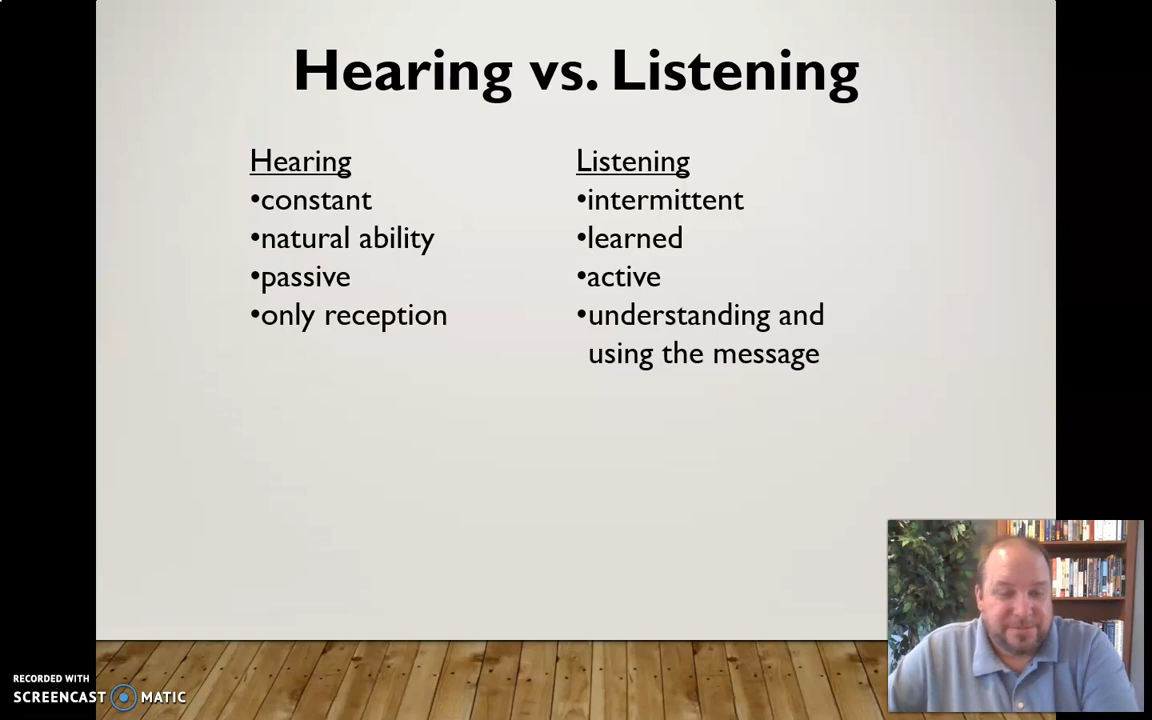 Hearing vs. Listening
Hearing
•constant
•natural ability
•passive
•only reception
Listening
•intermittent
•learned
•active
•understanding and
using the message
RECORDED WITH
SCREENCAST MATIC